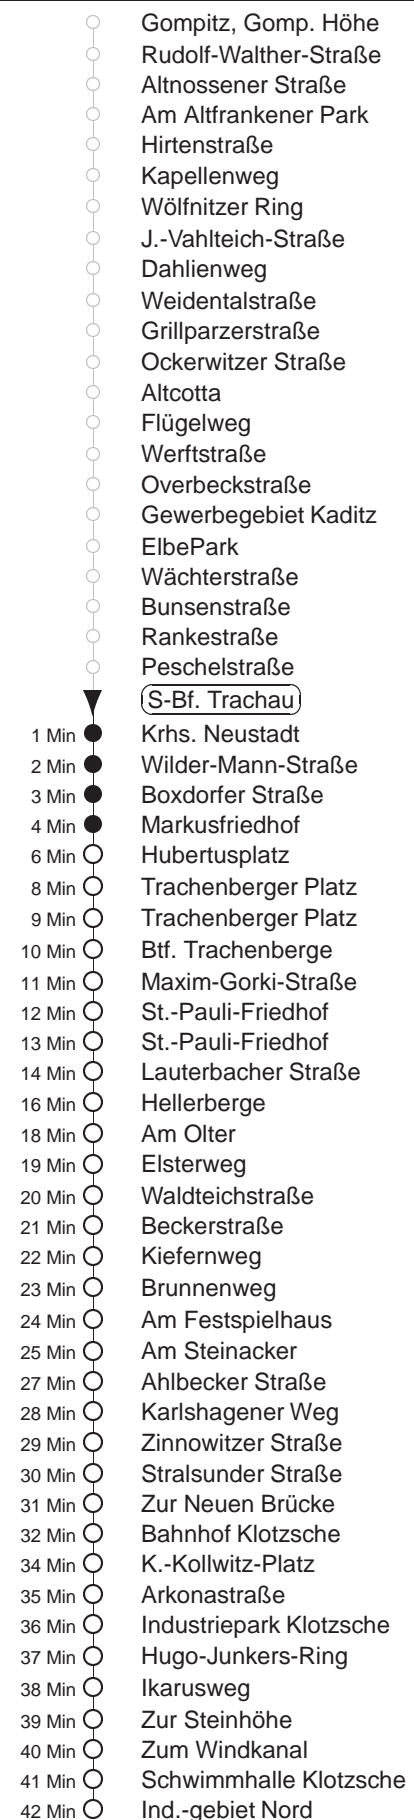 Gompitz, Gomp. Höhe
Rudolf-Walther-Straße
Altnossener Straße
Am Altfrankener Park
Hirtenstraße
Kapellenweg
Wölfnitzer Ring
J.-Vahlteich-Straße
Dahlienweg
Weidentalstraße
Grillparzerstraße
Ockerwitzer Straße
Altcotta
Flügelweg
Werftstraße
Overbeckstraße
Gewerbegebiet Kaditz
ElbePark
Wächterstraße
Bunsenstraße
Rankestraße
Peschelstraße
S-Bf. Trachau
1 Min Krhs. Neustadt
2 Min Wilder-Mann-Straße
3 Min Boxdorfer Straße
4 Min Markusfriedhof
6 Min Hubertusplatz
8 Min Trachenberger Platz
9 Min Trachenberger Platz
10 Min Btf. Trachenberge
11 Min Maxim-Gorki-Straße
12 Min St.-Pauli-Friedhof
13 Min St.-Pauli-Friedhof
14 Min Lauterbacher Straße
16 Min Hellerberge
18 Min Am Olter
19 Min Elsterweg
20 Min Waldteichstraße
21 Min Beckerstraße
22 Min Kiefernweg
23 Min Brunnenweg
24 Min Am Festspielhaus
25 Min Am Steinacker
27 Min Ahlbecker Straße
28 Min Karlshagener Weg
29 Min Zinnowitzer Straße
30 Min Stralsunder Straße
31 Min Zur Neuen Brücke
32 Min Bahnhof Klotzsche
34 Min K.-Kollwitz-Platz
35 Min Arkonastraße
36 Min Industriepark Klotzsche
37 Min Hugo-Junkers-Ring
38 Min Ikarusweg
39 Min Zur Steinhöhe
40 Min Zum Windkanal
41 Min Schwimmhalle Klotzsche
42 Min Ind.-gebiet Nord